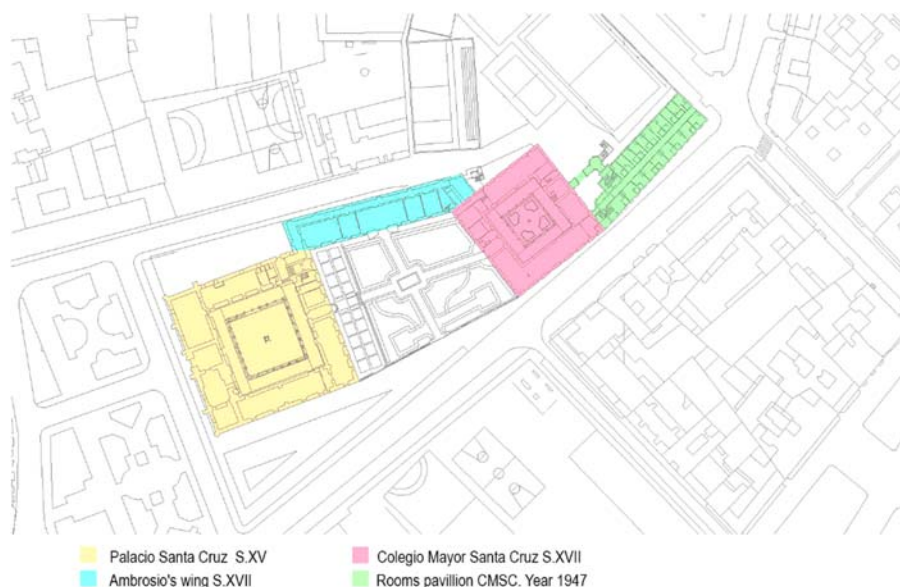 Palacio Santa Cruz S.XV
Colegio Mayor Santa Cruz S.XVII
Ambrosio's wing S.XVII
Rooms pavillion CMSC. Year 1947